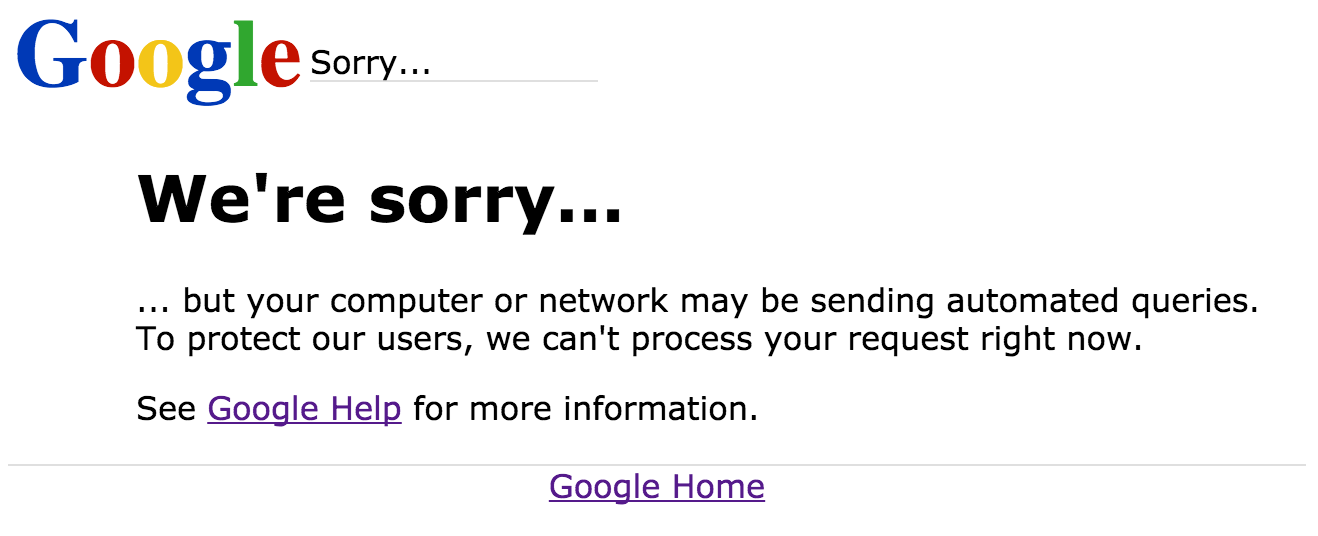 Google Sorry...
We're sorry...
... but your computer or network may be sending automated queries.
To protect our users, we can't process your request right now.
See Google Help for more information.
Google Home